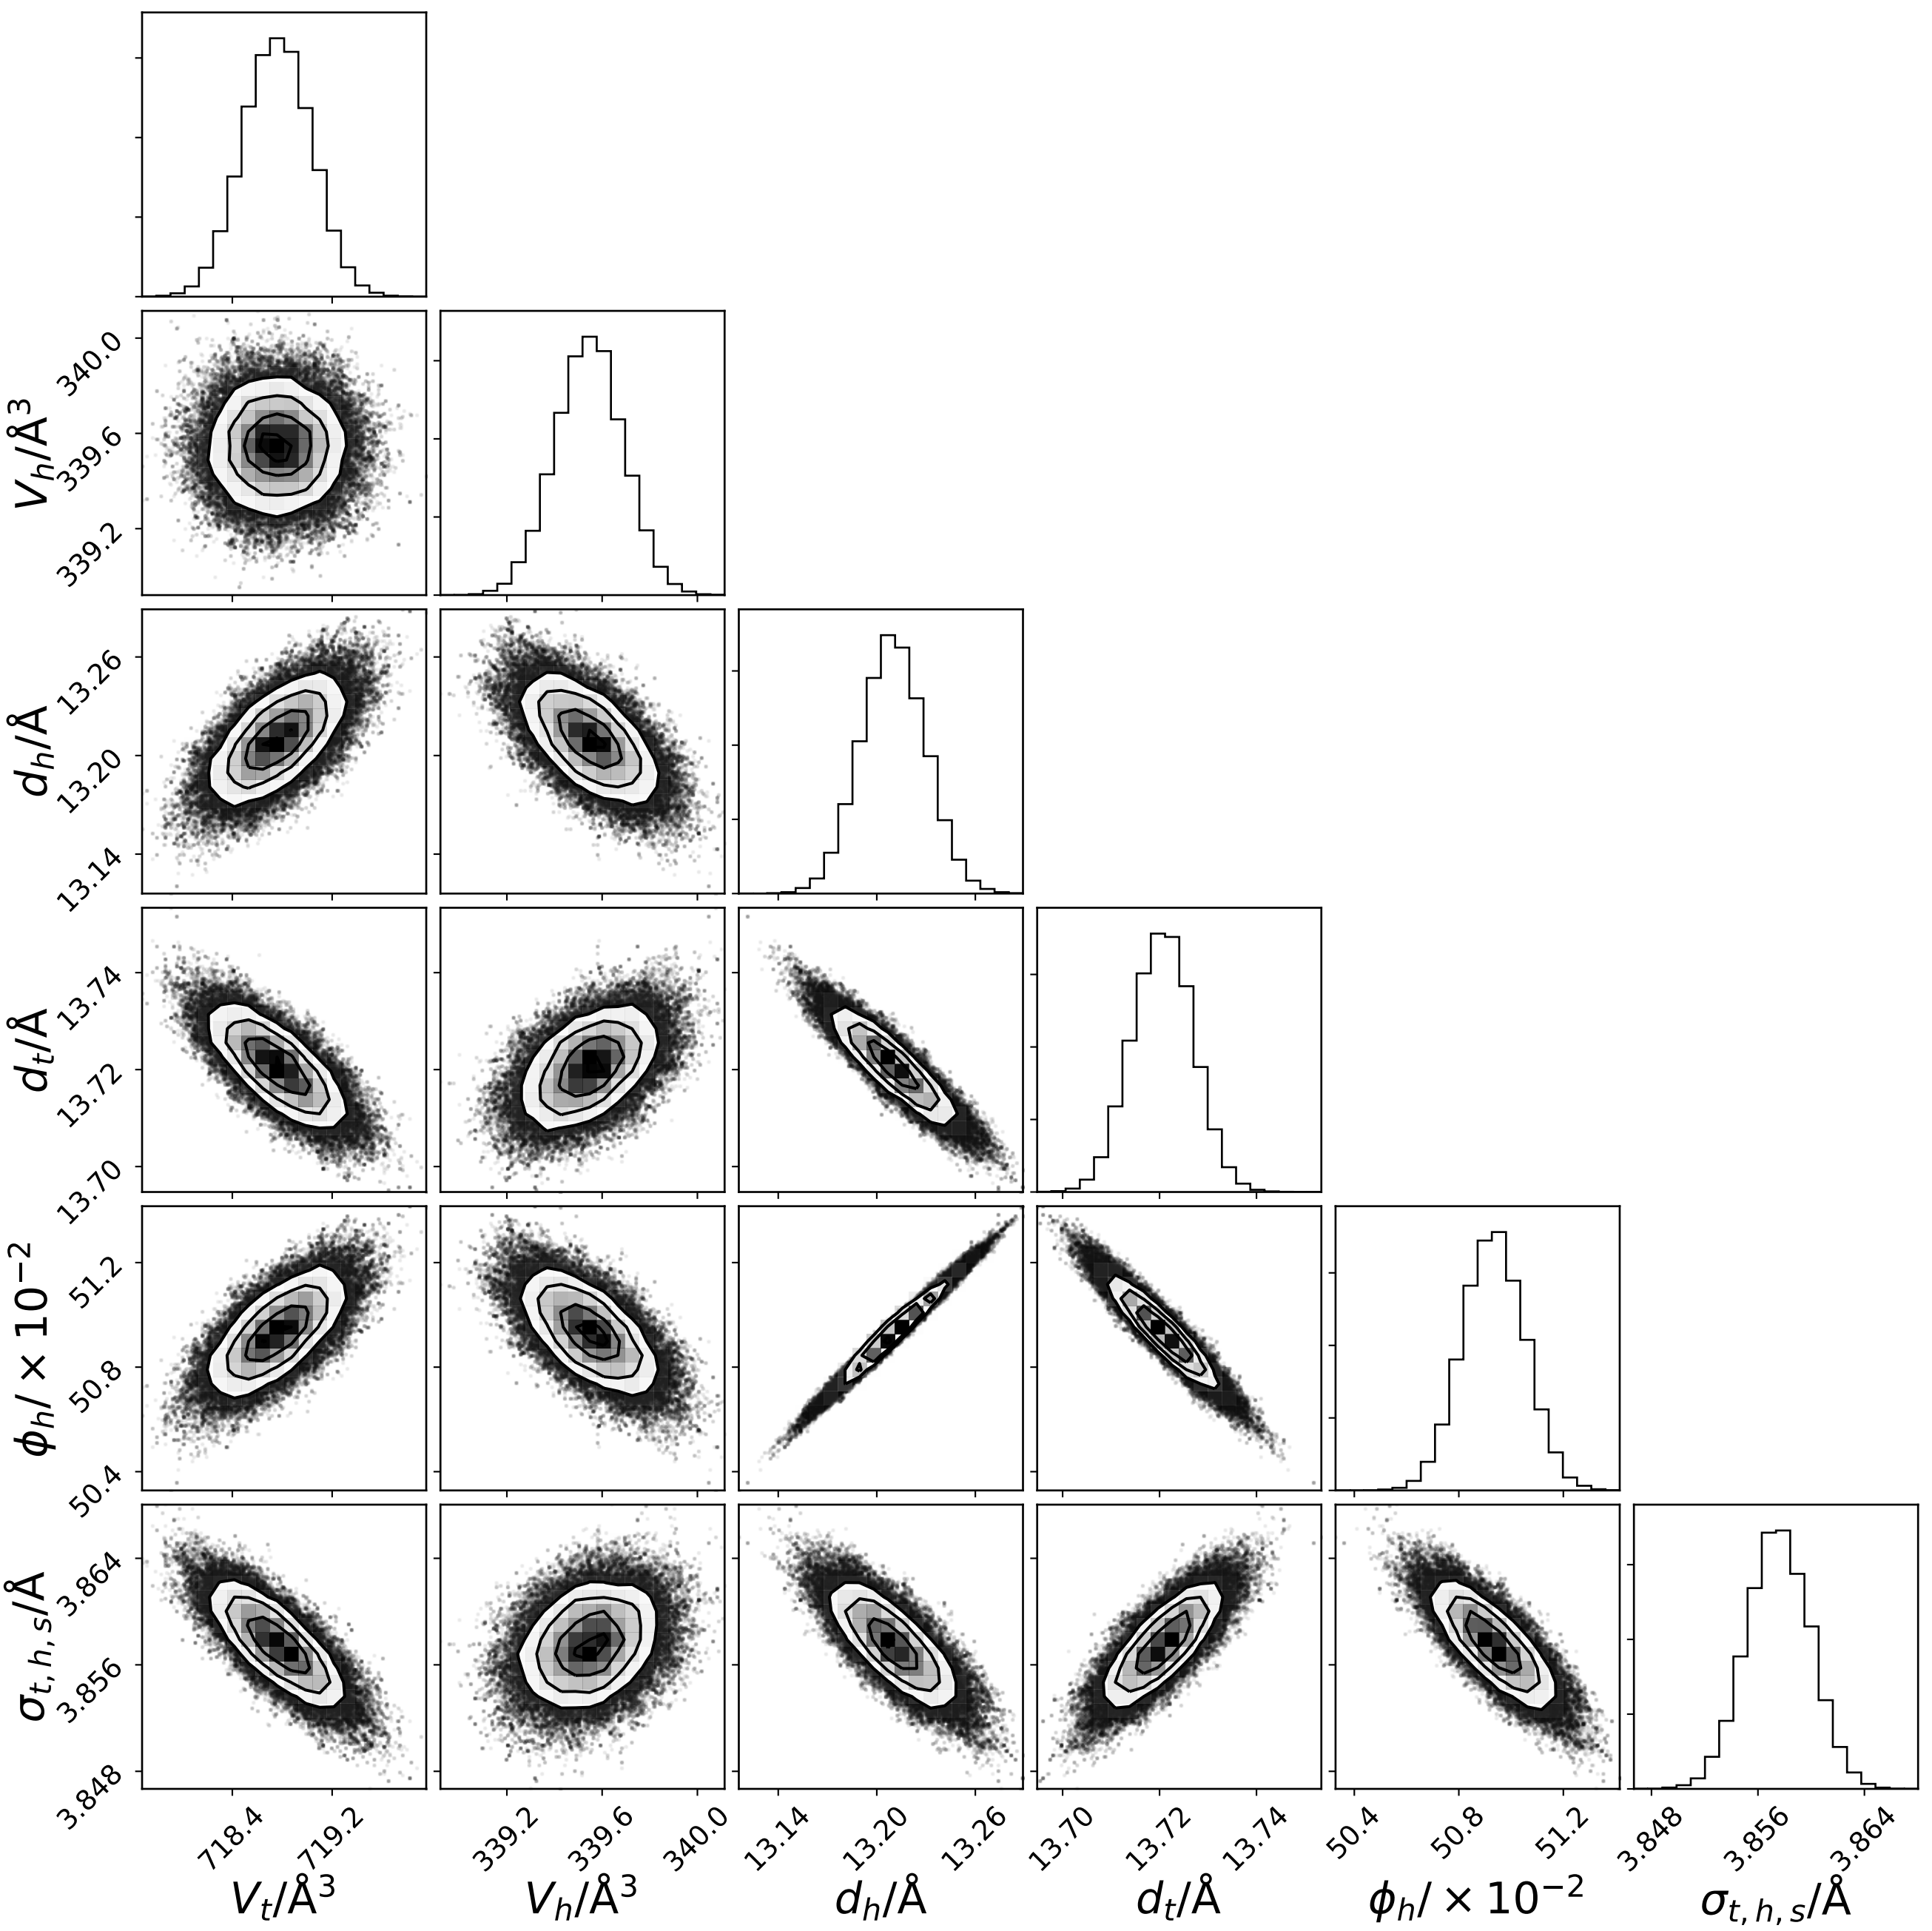 340.0
339.6
339.2
V_h/Å^3
13.26
13.20
13.14
d_h/Å
13.74
13.72
13.70
d_t/Å
51.2
50.8
50.4
ϕ_h/ × 10^−2
3.864
3.856
3.848
σ_t,h,s/Å
718.4 719.2 339.2 339.6 340.0 13.14 13.20 13.26 13.70 13.72 13.74 50.4 50.8 51.2 3.848 3.856 3.864
V_t/Å^3 V_h/Å^3 d_h/Å d_t/Å ϕ_h/ × 10^−2 σ_t,h,s/Å